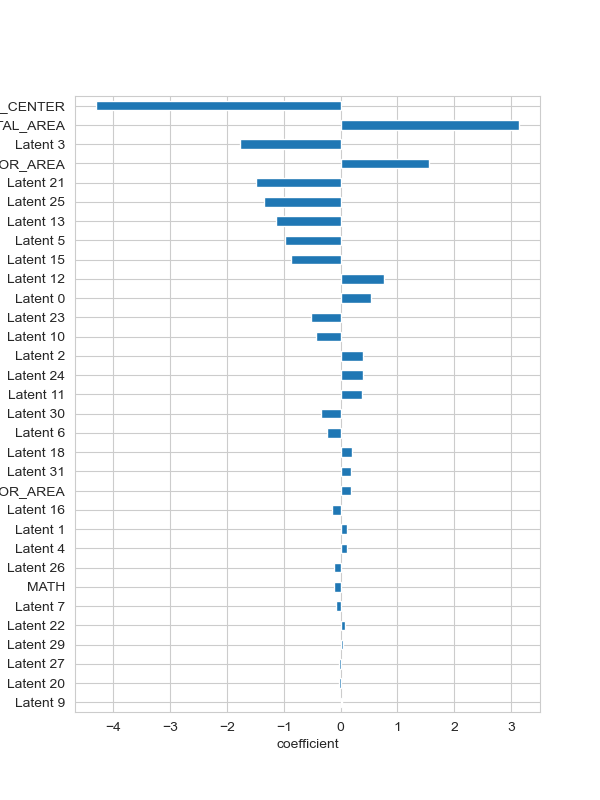 _CENTER
TAL_AREA
Latent 3
OR_AREA
Latent 21
Latent 25
Latent 13
Latent 5
Latent 15
Latent 12
Latent 0
Latent 23
Latent 10
Latent 2
Latent 24
Latent 11
Latent 30
Latent 6
Latent 18
Latent 31
OR_AREA
Latent 16
Latent 1
Latent 4
Latent 26
MATH
Latent 7
Latent 22
Latent 29
Latent 27
Latent 20
Latent 9
−4 −3 −2 −1 0 1 2 3
coefficient